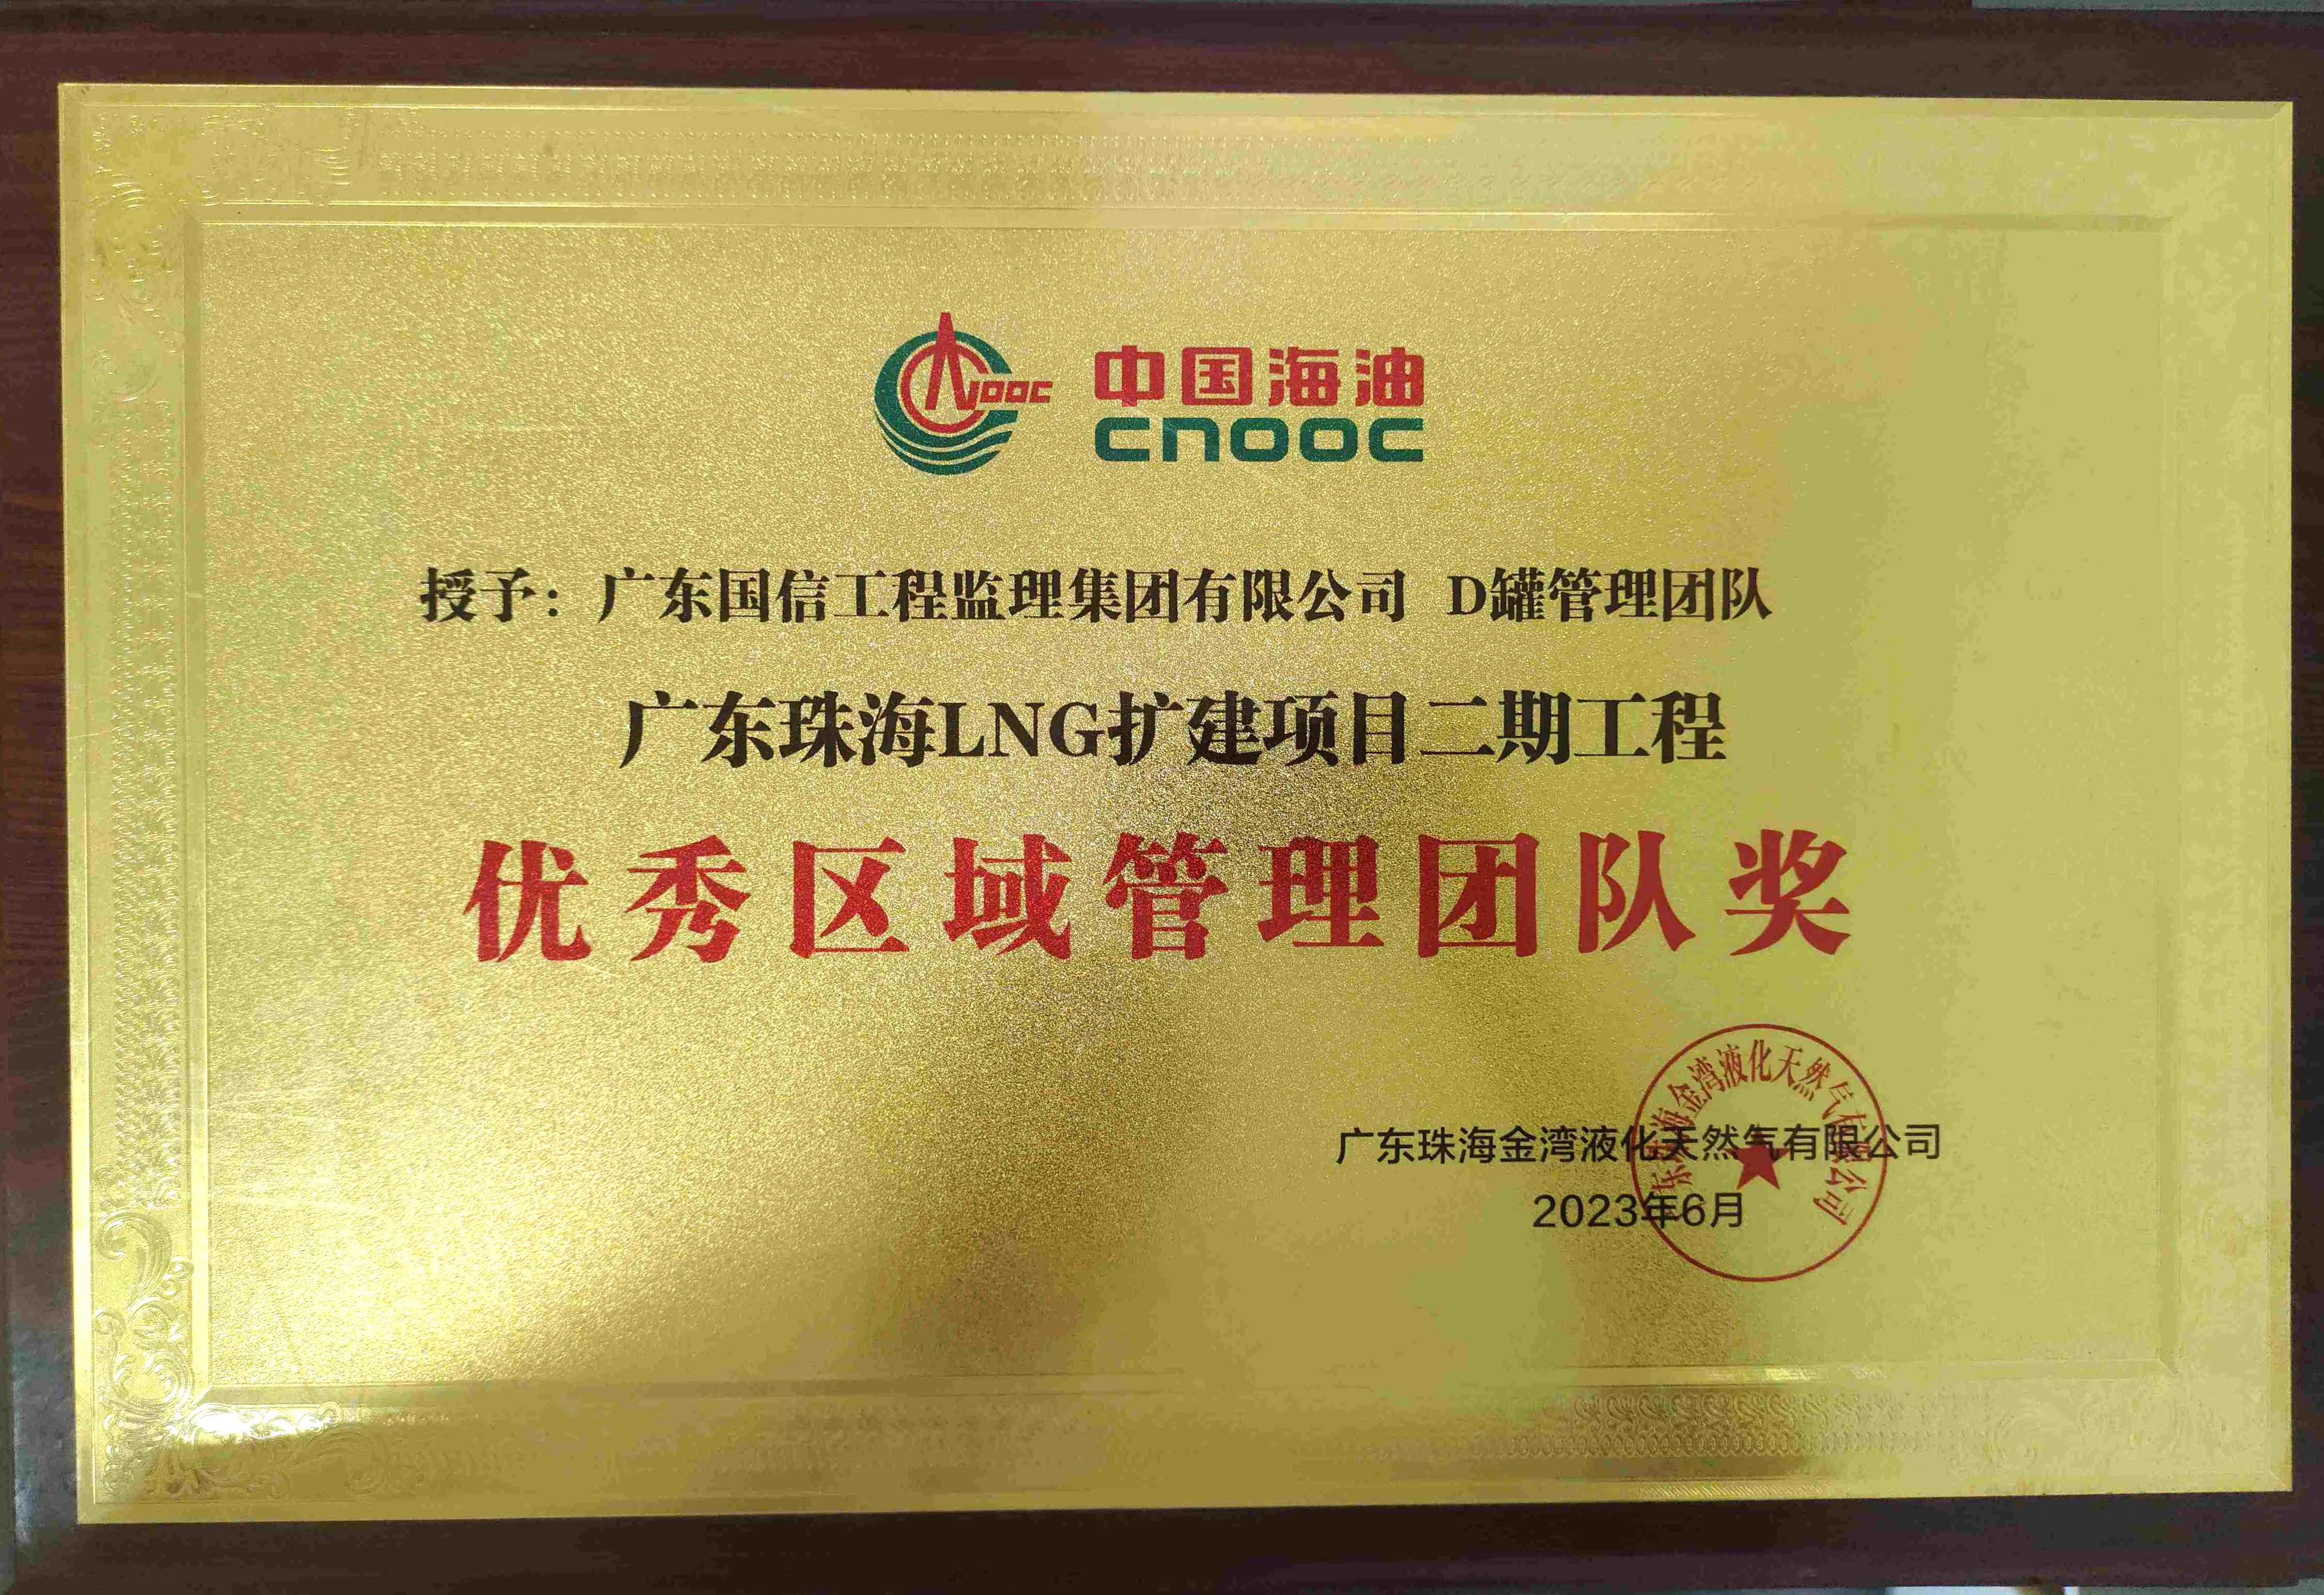 CNOOC 中国海油
CNOOC
授予：广东国信工程监理集团有限公司 D罐管理团队
广东珠海LNG扩建项目二期工程
优秀区域管理团队奖
广东珠海金湾液化天然气有限公司
2023年6月
广东珠海金湾液化天然气有限公司